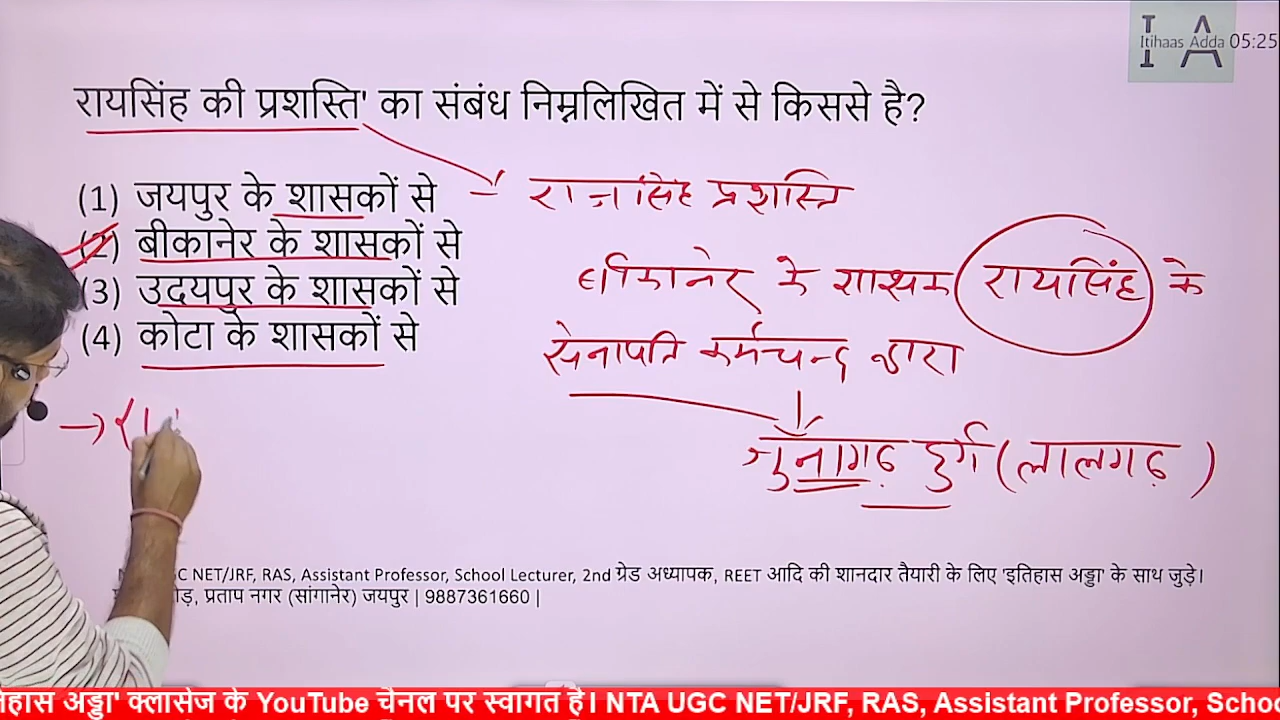 I A
Itihaas Adda 05:25
रायसिंह की प्रशस्ति' का संबंध निम्नलिखित में से किससे है?
(1) जयपुर के शासकों से
(2) बीकानेर के शासकों से
(3) उदयपुर के शासकों से
(4) कोटा के शासकों से
राजसिंह प्रशस्ति
बीकानेर के शासक रायसिंह के
सेनापति कर्मचन्द द्वारा
जुनागढ़ दुर्ग (लालगढ़)
GC NET/JRF, RAS, Assistant Professor, School Lecturer, 2nd ग्रेड अध्यापक, REET आदि की शानदार तैयारी के लिए 'इतिहास अड्डा' के साथ जुड़े।
प्रताप नगर (सांगानेर) जयपुर | 9887361660 |
तिहास अड्डा' क्लासेज के YouTube चैनल पर स्वागत है। NTA UGC NET/JRF, RAS, Assistant Professor, Schoo